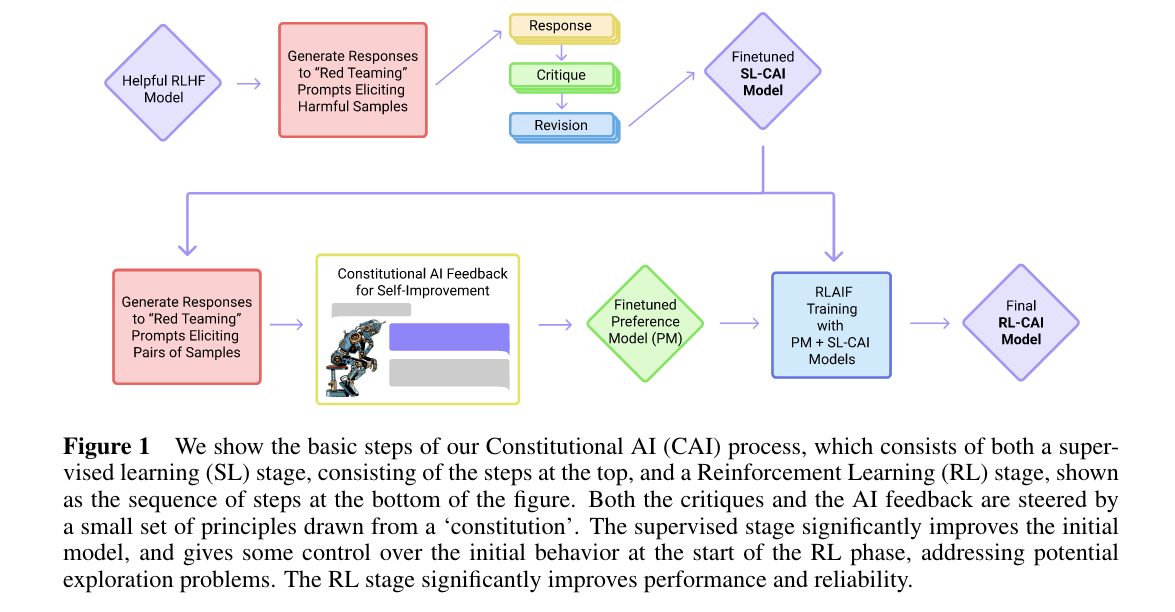 Helpful RLHF
Model
Generate Responses
to “Red Teaming”
Prompts Eliciting
Harmful Samples
Response
Critique
Revision
Finetuned
SL-CAI
Model
Generate Responses
to “Red Teaming”
Prompts Eliciting
Pairs of Samples
Constitutional AI Feedback
for Self-Improvement
Finetuned
Preference
Model (PM)
RLAIF
Training
with
PM + SL-CAI
Models
Final
RL-CAI
Model
Figure 1 We show the basic steps of our Constitutional AI (CAI) process, which consists of both a super-
vised learning (SL) stage, consisting of the steps at the top, and a Reinforcement Learning (RL) stage, shown
as the sequence of steps at the bottom of the figure. Both the critiques and the AI feedback are steered by
a small set of principles drawn from a ‘constitution’. The supervised stage significantly improves the initial
model, and gives some control over the initial behavior at the start of the RL phase, addressing potential
exploration problems. The RL stage significantly improves performance and reliability.